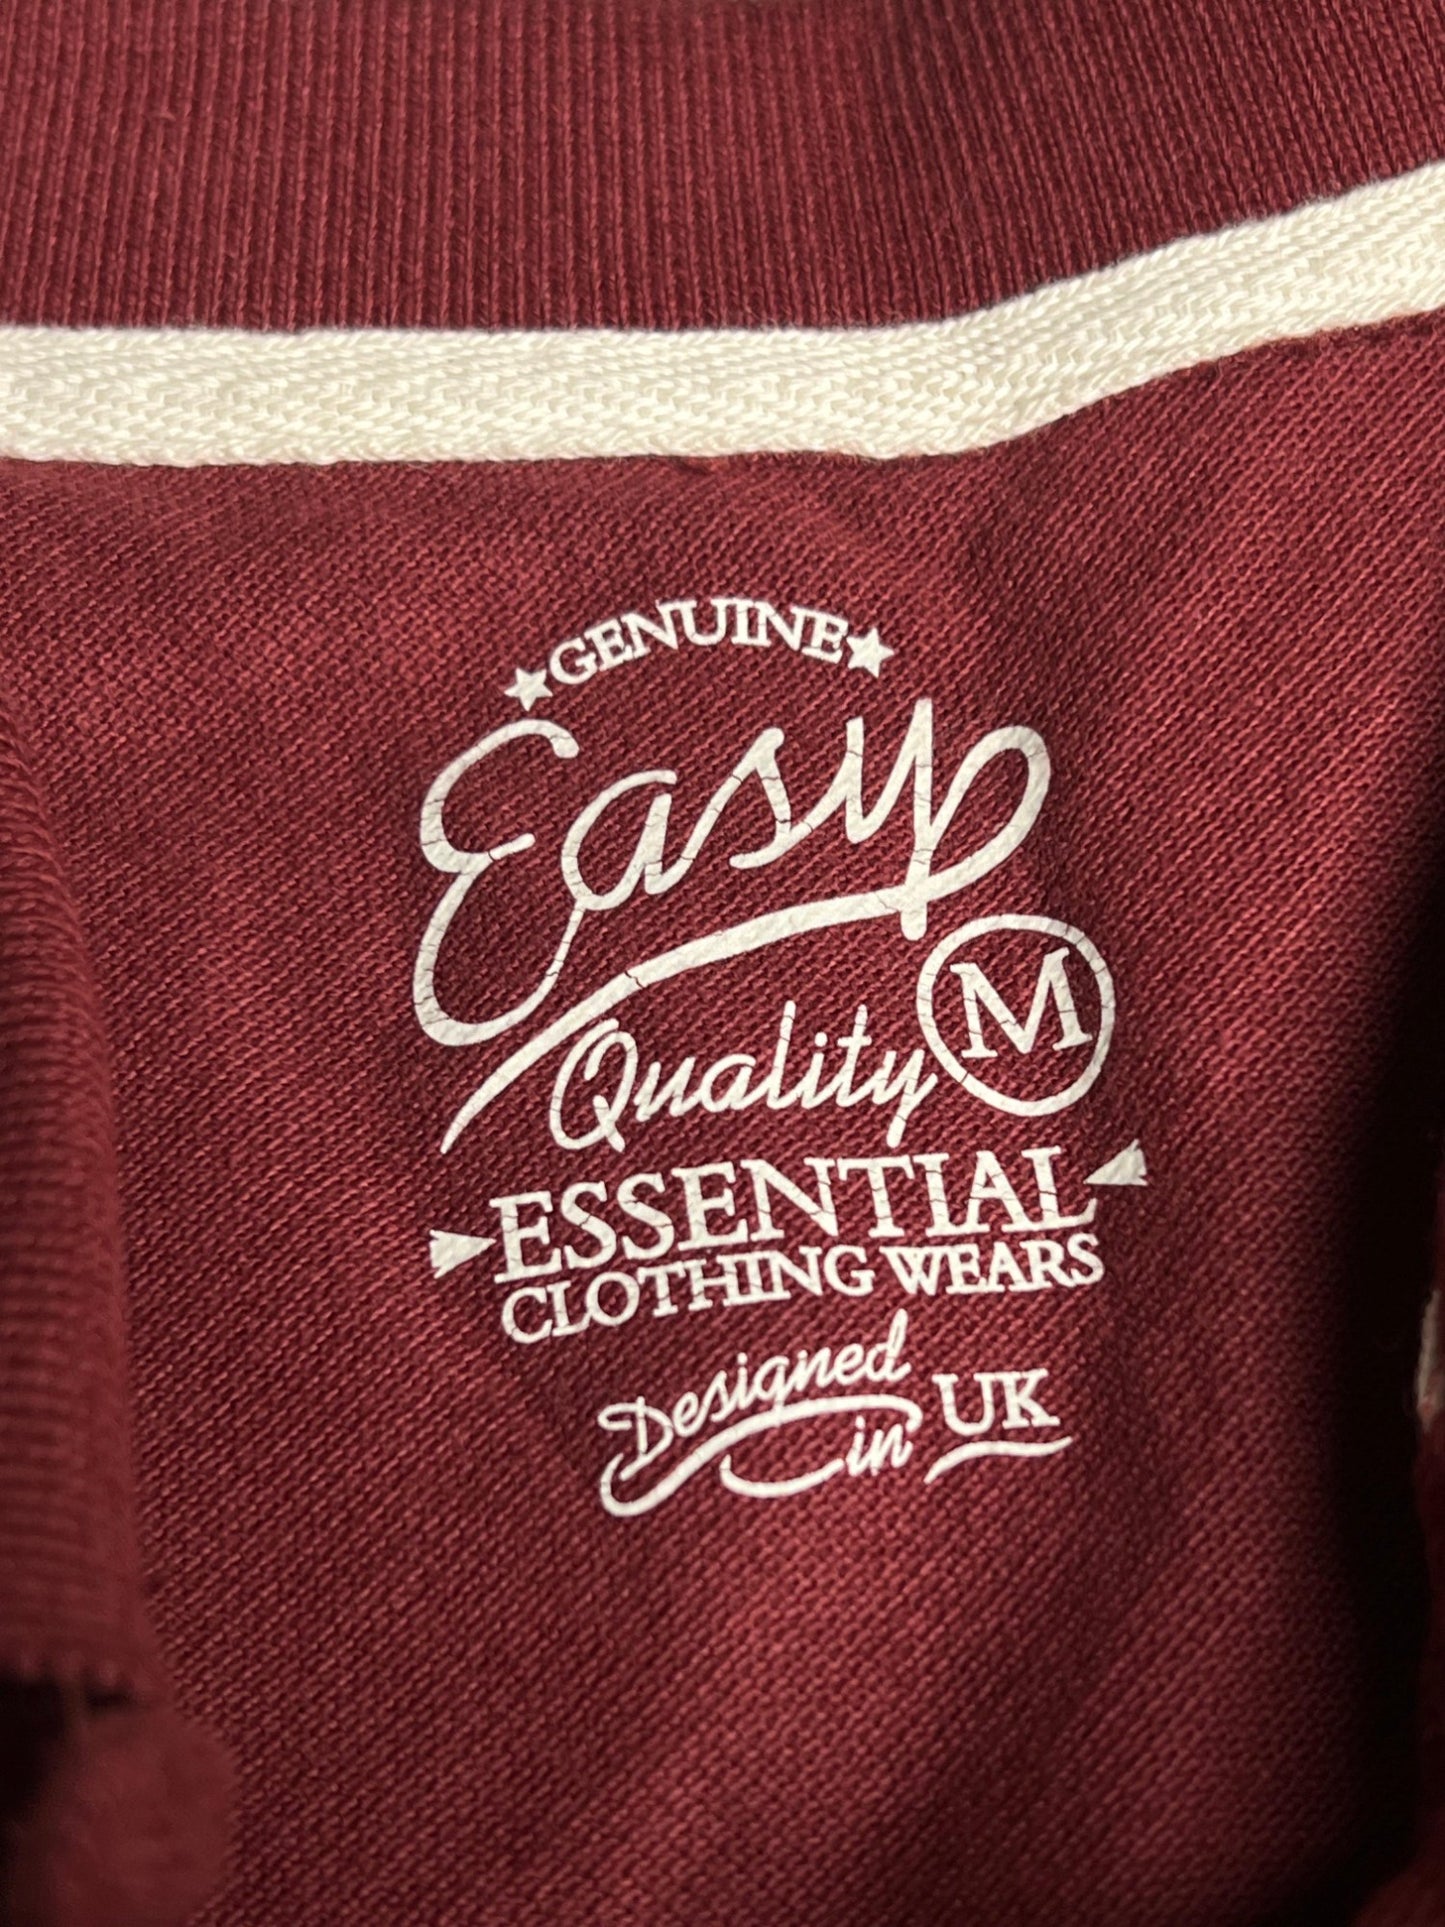 GENUINE
Easy
Quality M
ESSENTIAL
CLOTHING WEARS
Designed
in UK